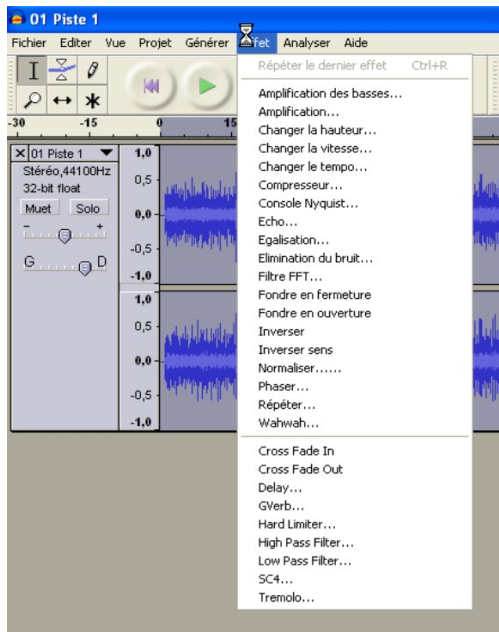 01 Piste 1
Fichier Editer Vue Projet Générer Effet Analyser Aide
-30 -15 0 15
01 Piste 1
Stéréo,44100Hz
32-bit float
Muet Solo
- +
G D
1,0
0,5
0,0
-0,5
-1,0
1,0
0,5
0,0
-0,5
-1,0
Répéter le dernier effet Ctrl+R
Amplification des basses...
Amplification...
Changer la hauteur...
Changer la vitesse...
Changer le tempo...
Compresseur...
Console Nyquist...
Echo...
Egalisation...
Elimination du bruit...
Filtre FFT...
Fondre en fermeture
Fondre en ouverture
Inverser
Inverser sens
Normaliser......
Phaser...
Répéter...
Wahwah...
Cross Fade In
Cross Fade Out
Delay...
GVerb...
Hard Limiter...
High Pass Filter...
Low Pass Filter...
SC4...
Tremolo...